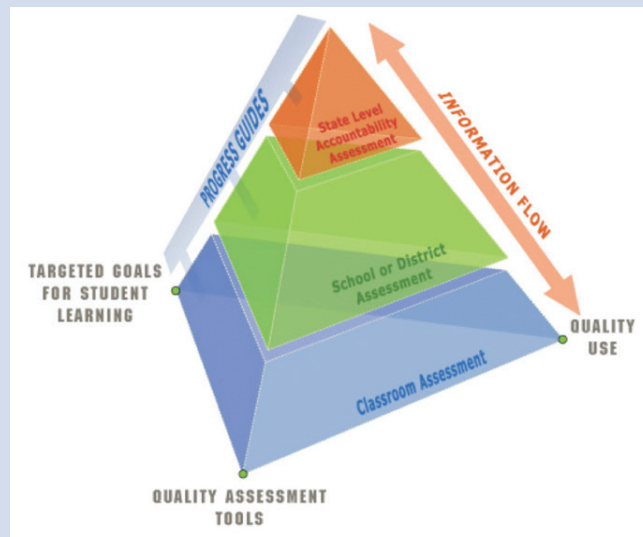 PROGRESS GUIDES
State Level
Accountability
Assessment
INFORMATION FLOW
School or District
Assessment
TARGETED GOALS
FOR STUDENT
LEARNING
QUALITY
USE
Classroom Assessment
QUALITY ASSESSMENT
TOOLS